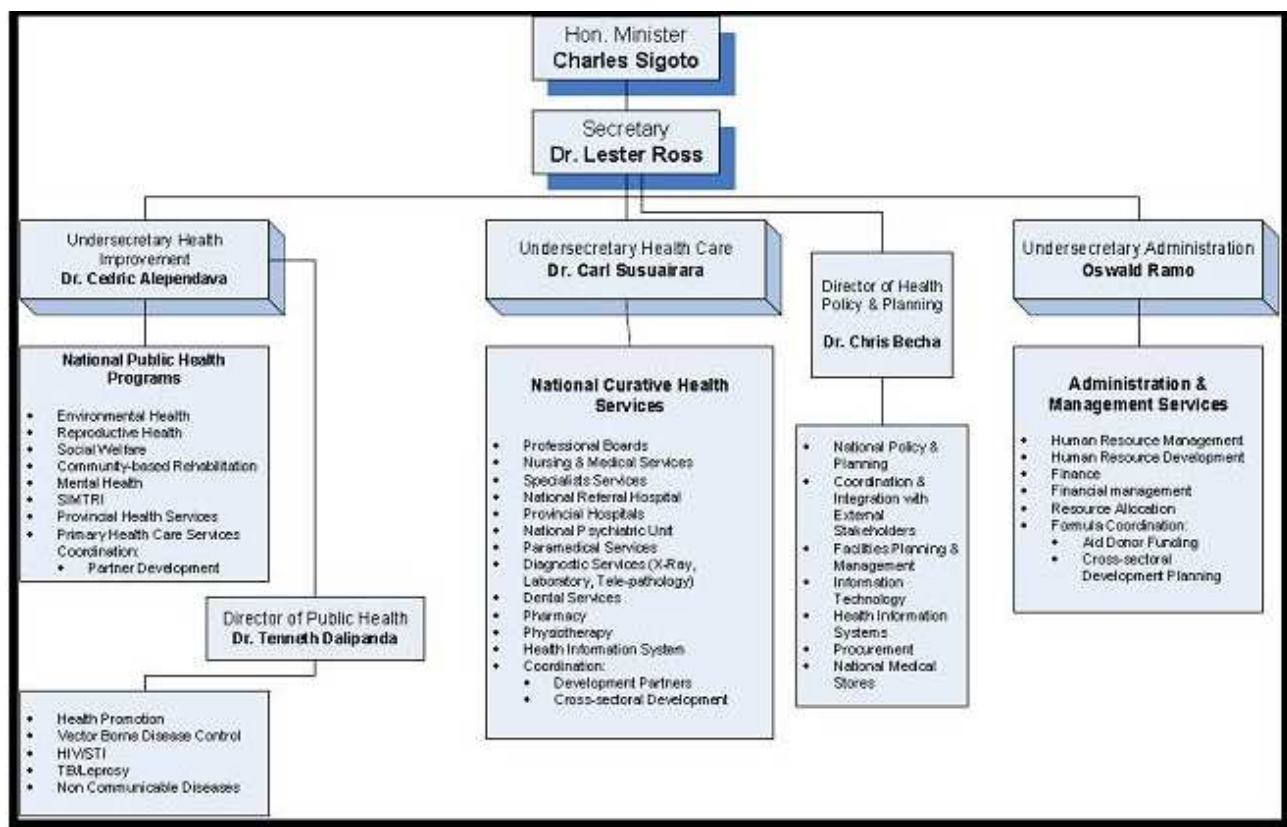 Hon. Minister
Charles Sigoto
Secretary
Dr. Lester Ross
Undersecretary Health
Improvement
Dr. Cedric Alependava
Undersecretary Health Care
Dr. Carl Susuairara
Director of Health
Policy & Planning
Dr. Chris Becha
Undersecretary Administration
Oswald Ramo
National Public Health
Programs
• Environmental Health
• Reproductive Health
• Social Welfare
• Community-based Rehabilitation
• Mental Health
• SIMTRI
• Provincial Health Services
• Primary Health Care Services
Coordination:
• Partner Development
Director of Public Health
Dr. Tenneth Dalipanda
• Health Promotion
• Vector Borne Disease Control
• HIV/STI
• TB/Leprosy
• Non Communicable Diseases
National Curative Health
Services
• Professional Boards
• Nursing & Medical Services
• Specialists Services
• National Referral Hospital
• Provincial Hospitals
• National Psychiatric Unit
• Paramedical Services
• Diagnostic Services (X-Ray,
Laboratory, Tele-pathology)
• Dental Services
• Pharmacy
• Physiotherapy
• Health Information System
• Coordination:
• Development Partners
• Cross-sectoral Development
• National Policy &
Planning
• Coordination &
Integration with
External
Stakeholders
• Facilities Planning &
Management
• Information
Technology
• Health Information
Systems
• Procurement
• National Medical
Stores
Administration &
Management Services
• Human Resource Management
• Human Resource Development
• Finance
• Financial management
• Resource Allocation
• Formula Coordination:
• Aid Donor Funding
• Cross-sectoral
Development Planning